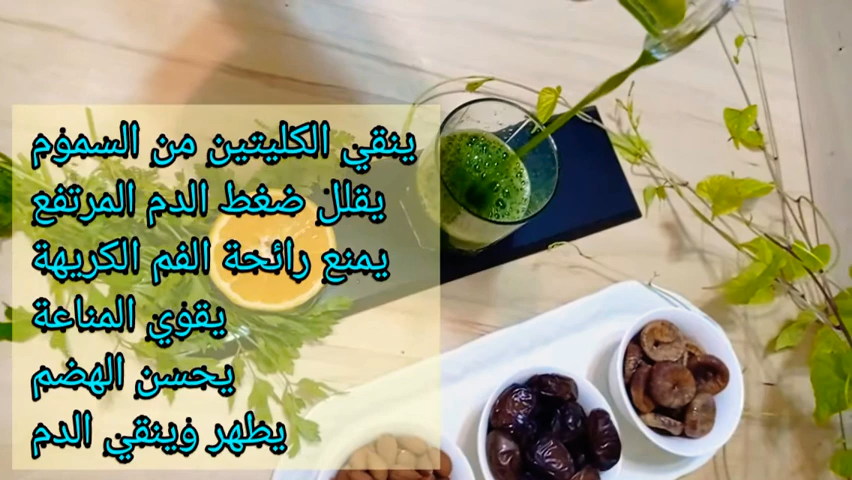 ينقي الكليتين من السموم
يقلل ضغط الدم المرتفع
يمنع رائحة الفم الكريهة
يقوي المناعة
يحسن الهضم
يطهر وينقي الدم